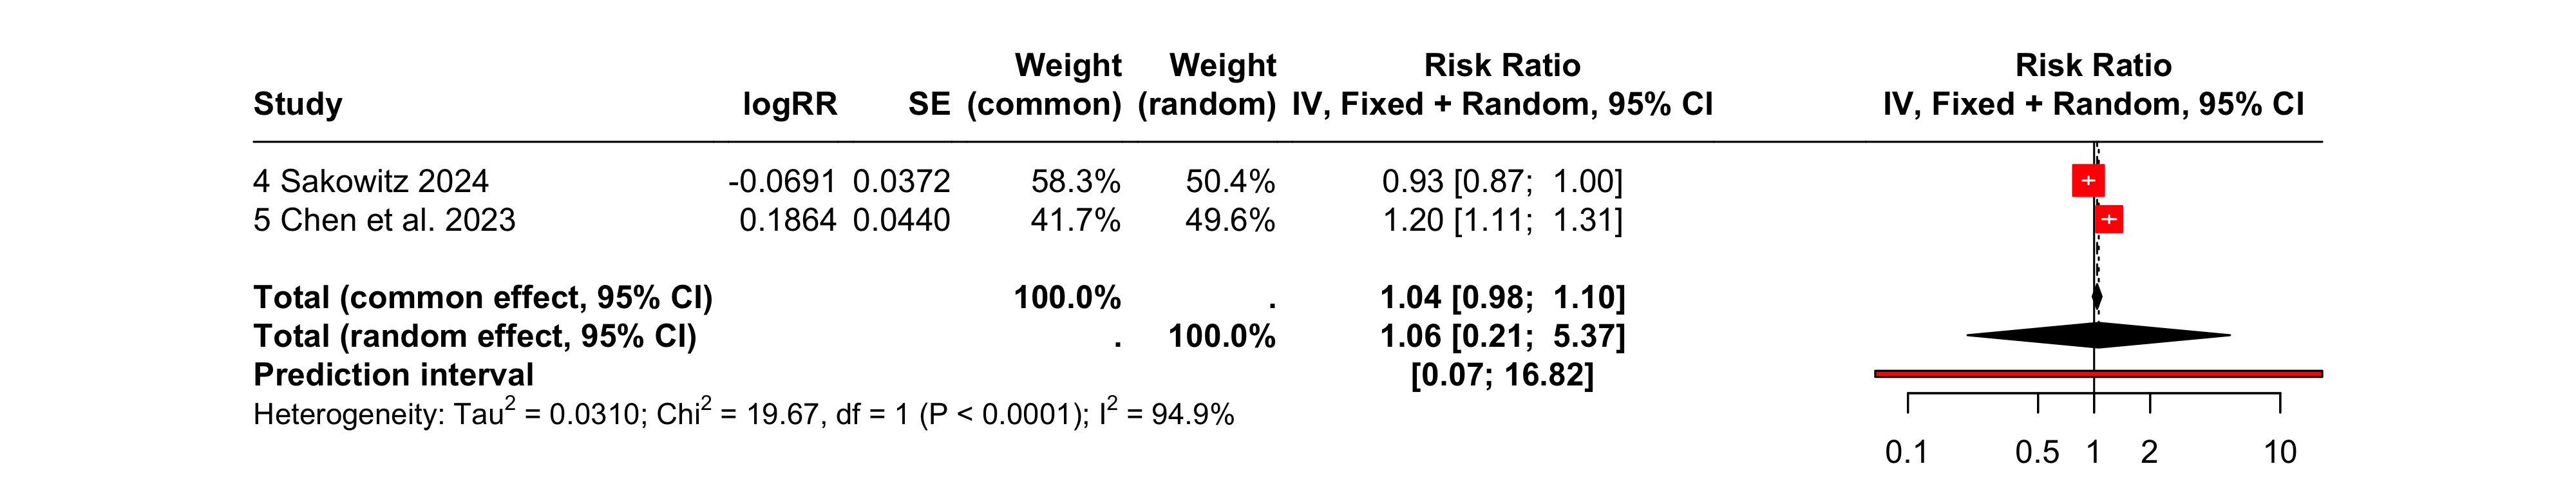 Weight Weight Risk Ratio Risk Ratio
Study logRR SE (common) (random) IV, Fixed + Random, 95% CI IV, Fixed + Random, 95% CI
4 Sakowitz 2024 -0.0691 0.0372 58.3% 50.4% 0.93 [0.87; 1.00]
5 Chen et al. 2023 0.1864 0.0440 41.7% 49.6% 1.20 [1.11; 1.31]
Total (common effect, 95% CI) 100.0% . 1.04 [0.98; 1.10]
Total (random effect, 95% CI) . 100.0% 1.06 [0.21; 5.37]
Prediction interval [0.07; 16.82]
Heterogeneity: Tau² = 0.0310; Chi² = 19.67, df = 1 (P < 0.0001); I² = 94.9%
0.1 0.5 1 2 10